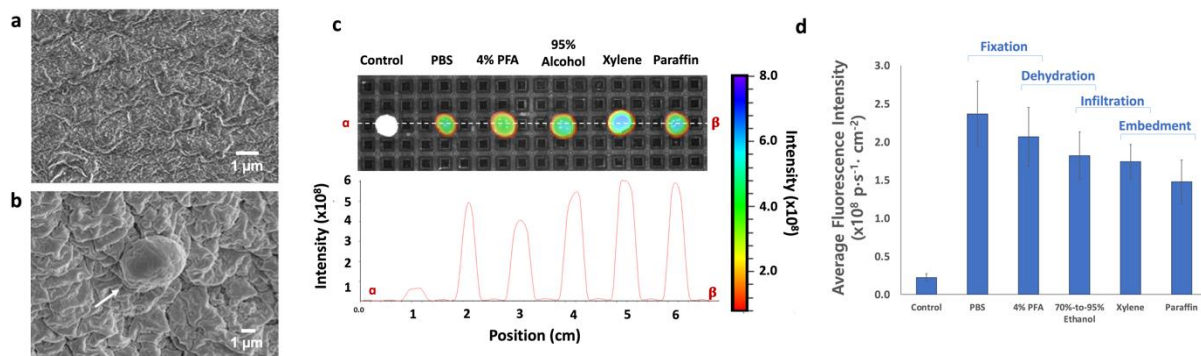 a
1 µm
b
1 µm
c
Control
PBS
4% PFA
95%
Alcohol
Xylene
Paraffin
α
β
8.0
6.0
4.0
2.0
Intensity (x10⁸)
6
5
4
3
2
1
Intensity (x10⁸)
α
β
0.0
1
2
3
4
5
6
Position (cm)
d
Fixation
Dehydration
Infiltration
Embedment
3.0
2.5
2.0
1.5
1.0
0.5
0.0
Average Fluorescence Intensity
(x10⁸ p·s⁻¹· cm⁻²)
Control
PBS
4% PFA
70%-to-95%
Ethanol
Xylene
Paraffin